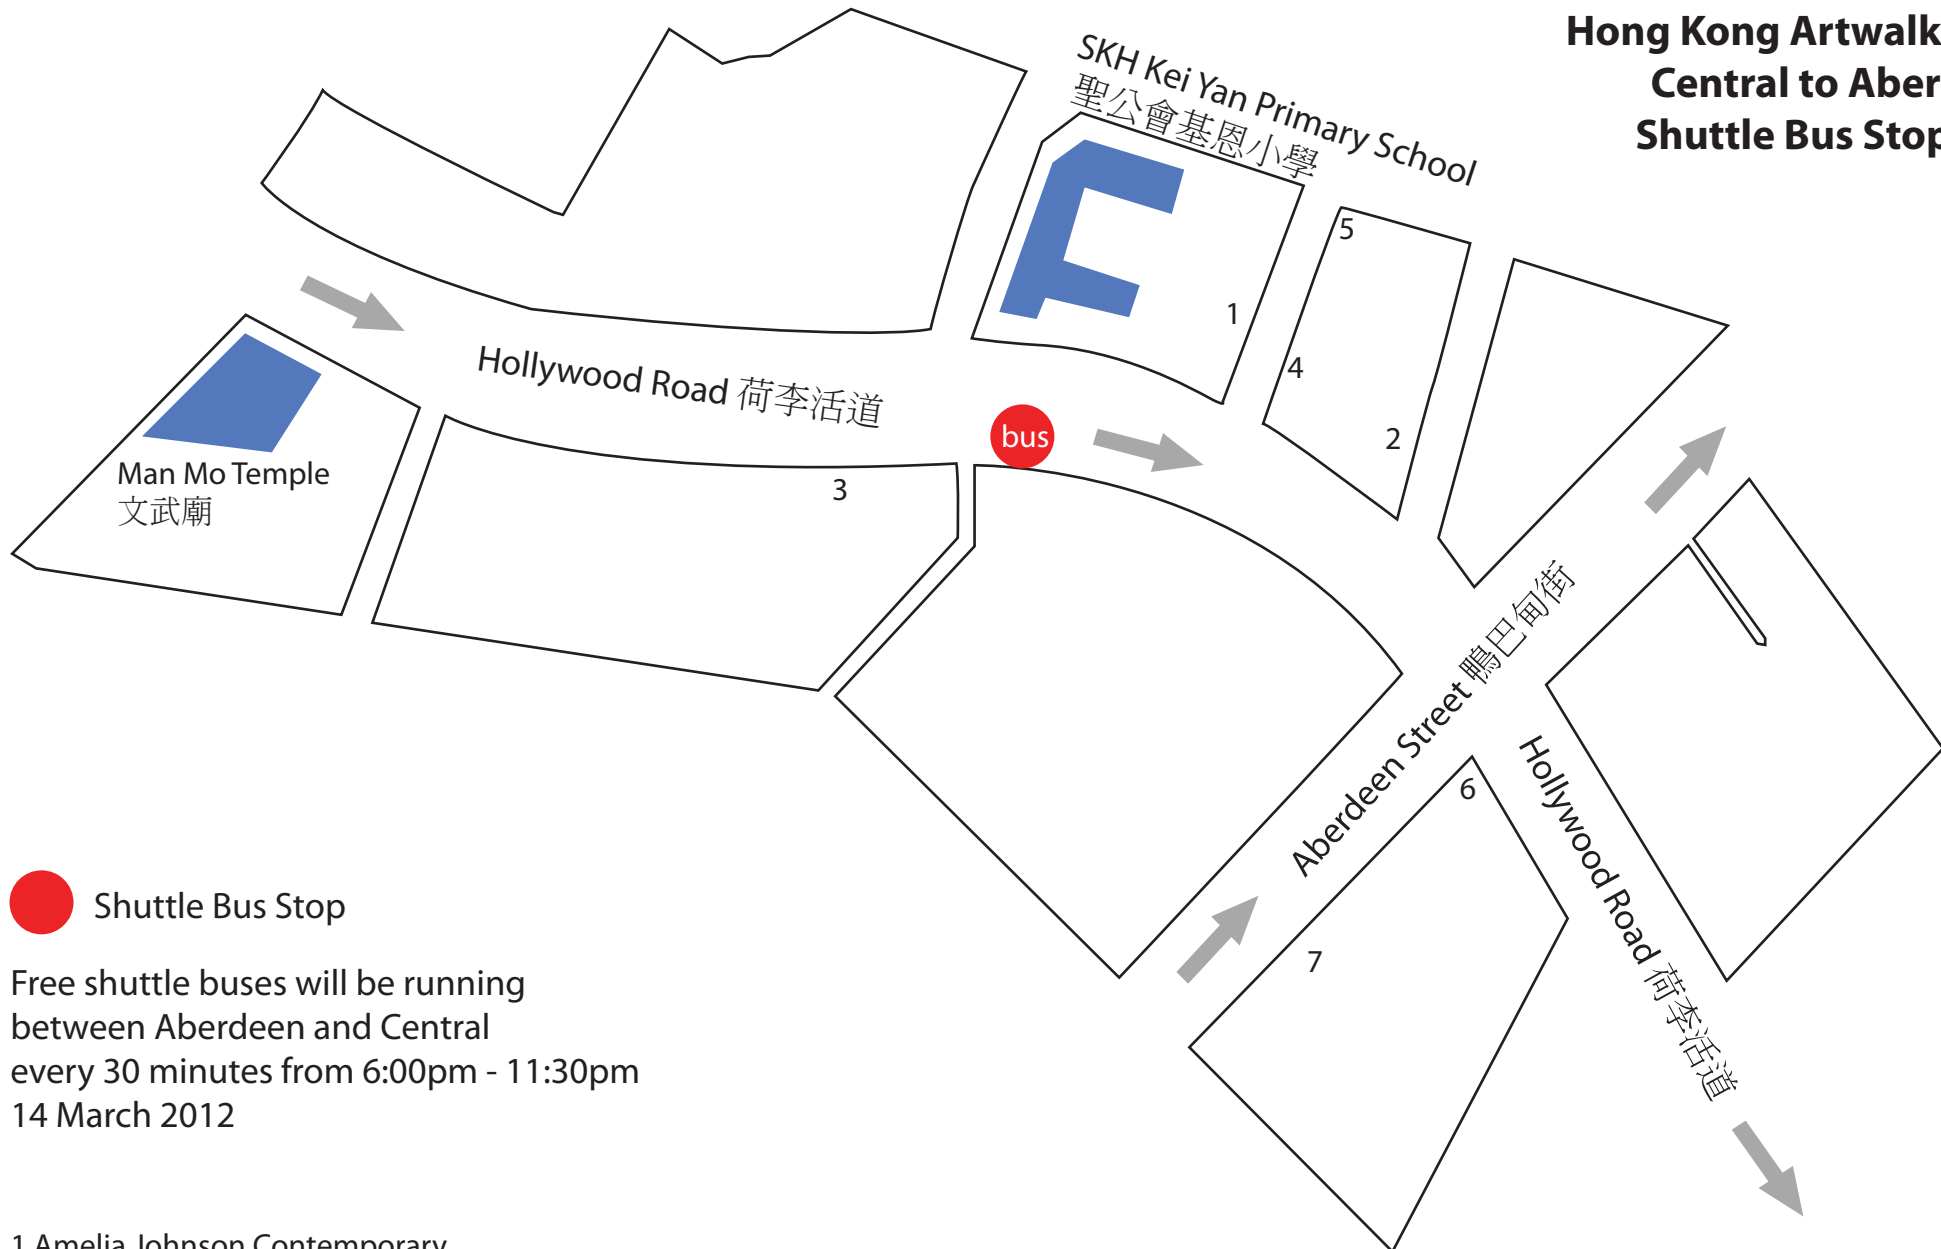 Hong Kong Artwalk
Central to Aber
Shuttle Bus Stop
SKH Kei Yan Primary School
聖公會基恩小學
5
1
4
2
Hollywood Road 荷李活道
bus
3
Man Mo Temple
文武廟
Aberdeen Street 鴨巴甸街
6
7
Hollywood Road 荷李活道
Shuttle Bus Stop
Free shuttle buses will be running
between Aberdeen and Central
every 30 minutes from 6:00pm - 11:30pm
14 March 2012
1 Amelia Johnson Contemporary